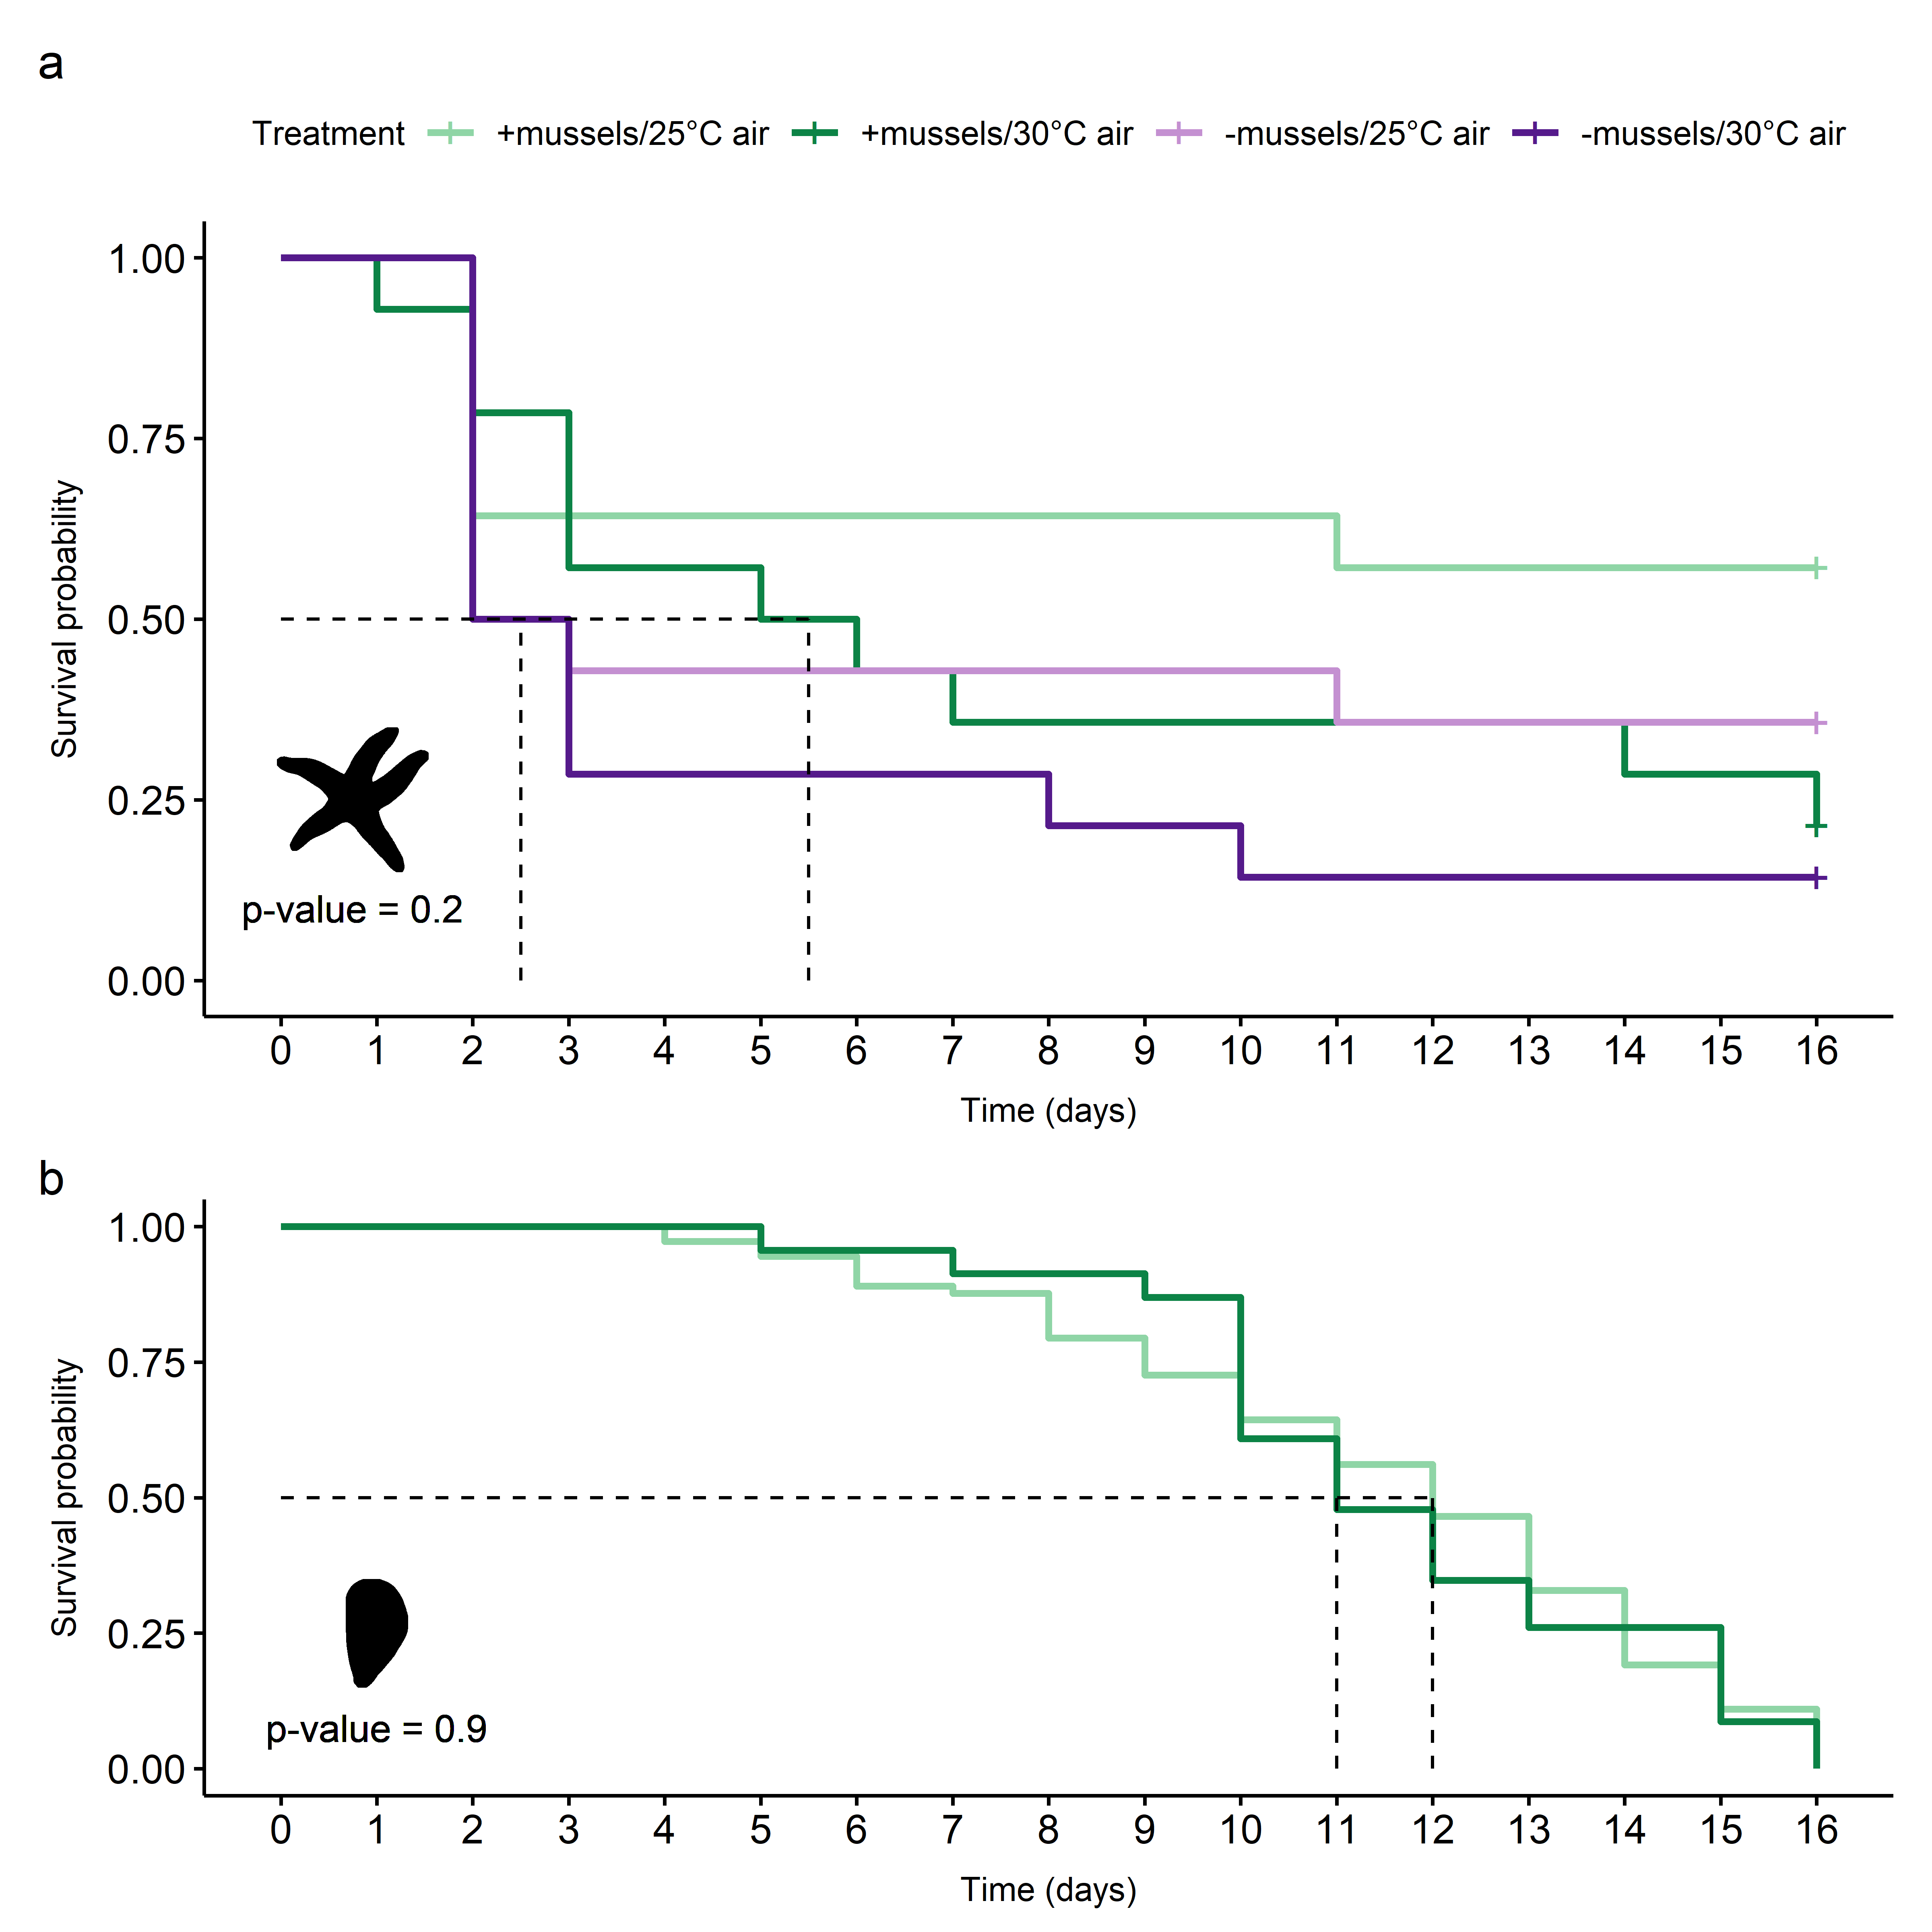 a
Treatment +mussels/25°C air +mussels/30°C air -mussels/25°C air -mussels/30°C air
Survival probability
1.00
0.75
0.50
0.25
0.00
p-value = 0.2
0 1 2 3 4 5 6 7 8 9 10 11 12 13 14 15 16
Time (days)
b
Survival probability
1.00
0.75
0.50
0.25
0.00
p-value = 0.9
0 1 2 3 4 5 6 7 8 9 10 11 12 13 14 15 16
Time (days)